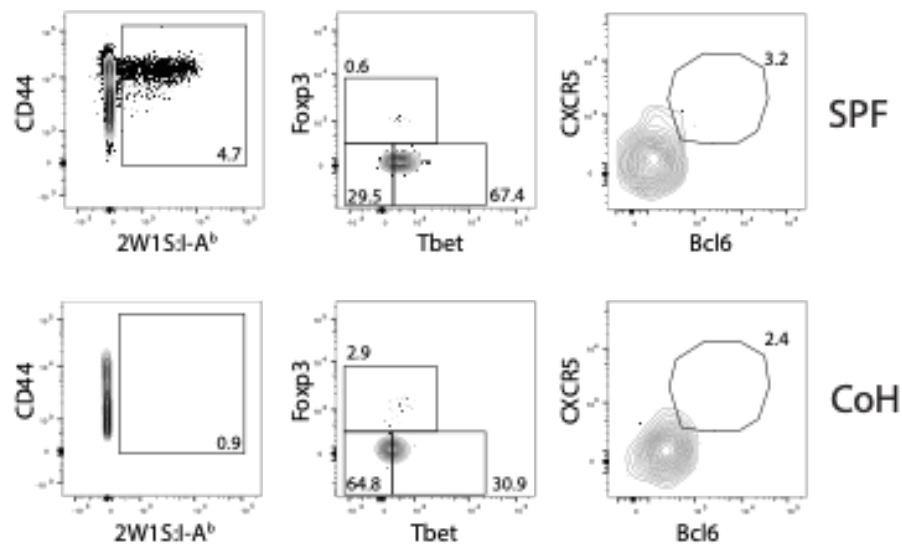 CD44
4.7
2W1S:I-Aᵇ
Foxp3
0.6
29.5
67.4
Tbet
CXCR5
3.2
Bcl6
SPF
CD44
0.9
2W1S:I-Aᵇ
Foxp3
2.9
64.8
30.9
Tbet
CXCR5
2.4
Bcl6
CoH